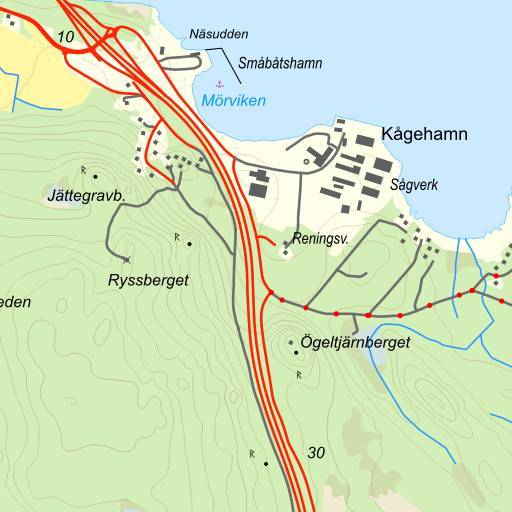 10
Näsudden
Småbåtshamn
Mörviken
Kågehamn
Jättegravb.
R
Sågverk
R
Reningsv.
Ryssberget
eden
Ögeltjärnberget
R
R
30